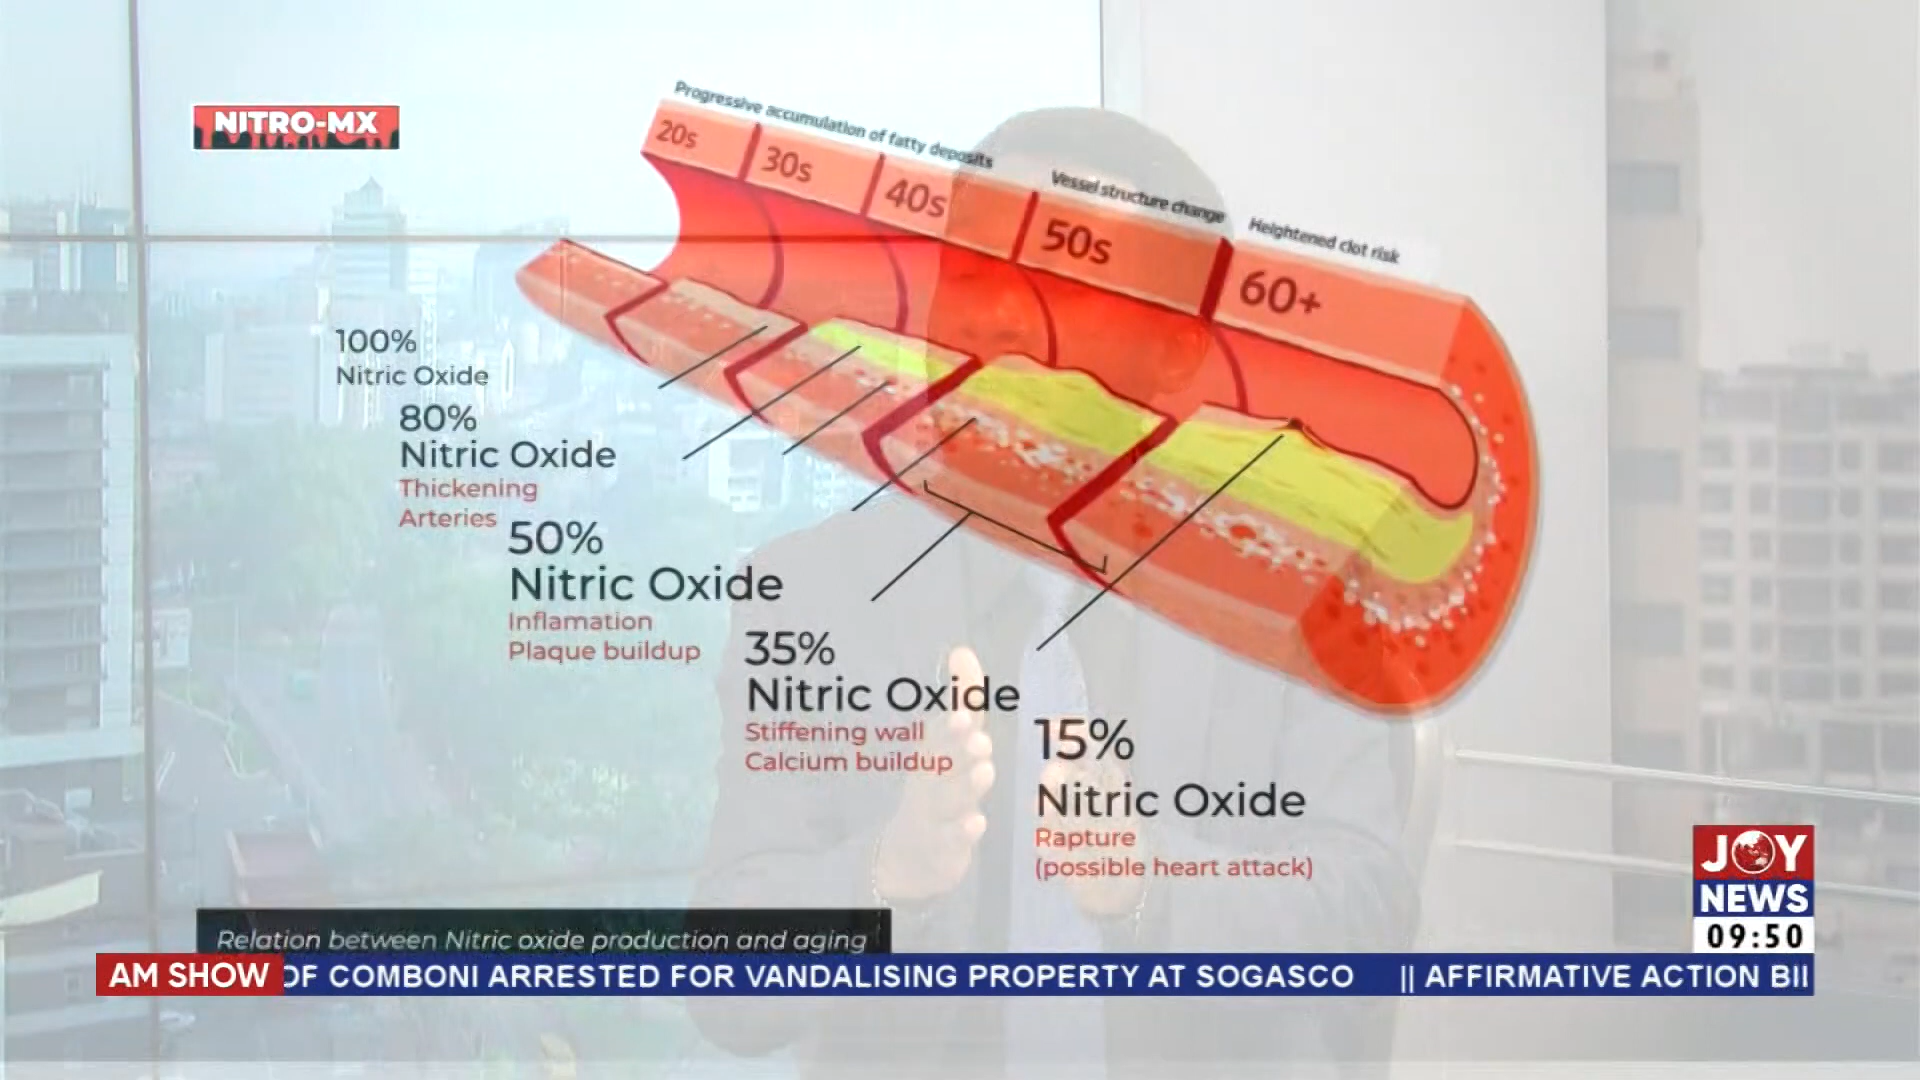 NITRO-MX
Progressive accumulation of fatty deposits
Vessel structure change
Heightened clot risk
20s
30s
40s
50s
60+
100%
Nitric Oxide
80%
Nitric Oxide
Thickening
Arteries
50%
Nitric Oxide
Inflamation
Plaque buildup
35%
Nitric Oxide
Stiffening wall
Calcium buildup
15%
Nitric Oxide
Rapture
(possible heart attack)
JOY
NEWS
09:50
Relation between Nitric oxide production and aging
AM SHOW
OF COMBONI ARRESTED FOR VANDALISING PROPERTY AT SOGASCO || AFFIRMATIVE ACTION